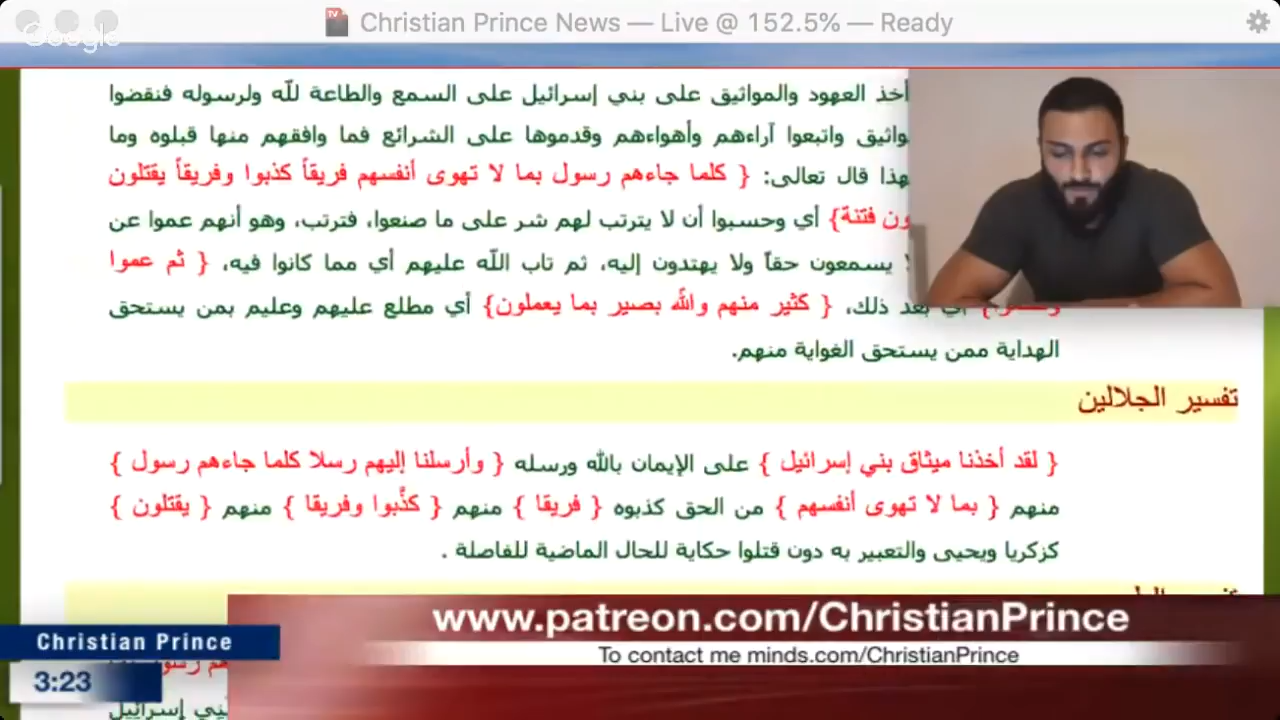 Christian Prince News — Live @ 152.5% — Ready
Google
أخذ العهود والمواثيق على بني إسرائيل على السمع والطاعة لله ولرسوله فنقضوا
واتبعوا آراءهم وأهواءهم وقدموها على الشرائع فما وافقهم منها قبلوه وما
قال تعالى: { كلما جاءهم رسول بما لا تهوى أنفسهم فريقاً كذبوا وفريقاً يقتلون
فتنة} أي وحسبوا أن لا يترتب لهم شر على ما صنعوا، فترتب، وهو أنهم عموا عن
يسمعون حقاً ولا يهتدون إليه، ثم تاب الله عليهم أي مما كانوا فيه، { ثم عموا
بعد ذلك، { كثير منهم والله بصير بما يعملون} أي مطلع عليهم وعليم بمن يستحق
الهداية ممن يستحق الغواية منهم.
تفسير الجلالين
{ لقد أخذنا ميثاق بني إسرائيل } على الإيمان بالله ورسله { وأرسلنا إليهم رسلا كلما جاءهم رسول }
منهم { بما لا تهوى أنفسهم } من الحق كذبوه { فريقا } منهم { كذَّبوا وفريقا } منهم { يقتلون }
كزكريا ويحيى والتعبير به دون قتلوا حكاية للحال الماضية للفاصلة .
www.patreon.com/ChristianPrince
Christian Prince
To contact me minds.com/ChristianPrince
3:23
إسرائيل